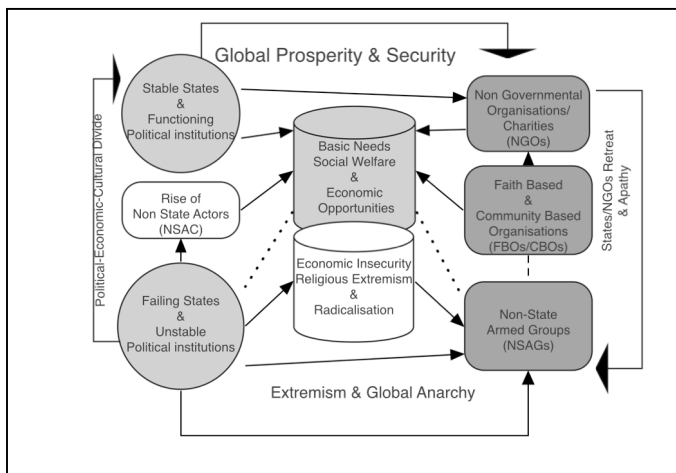 Global Prosperity & Security
Political-Economic-Cultural Divide
Stable States
&
Functioning
Political institutions
Non Governmental
Organisations/
Charities
(NGOs)
Basic Needs
Social Welfare
&
Economic
Opportunities
Rise of
Non State Actors
(NSAC)
Faith Based
&
Community Based
Organisations
(FBOs/CBOs)
States/NGOs Retreat
& Apathy
Economic Insecurity
Religious Extremism
&
Radicalisation
Failing States
&
Unstable
Political institutions
Non-State
Armed Groups
(NSAGs)
Extremism & Global Anarchy